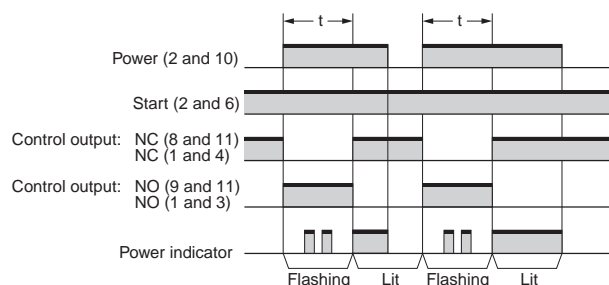 t t
Power (2 and 10)
Start (2 and 6)
Control output: NC (8 and 11)
NC (1 and 4)
Control output: NO (9 and 11)
NO (1 and 3)
Power indicator
Flashing Lit Flashing Lit